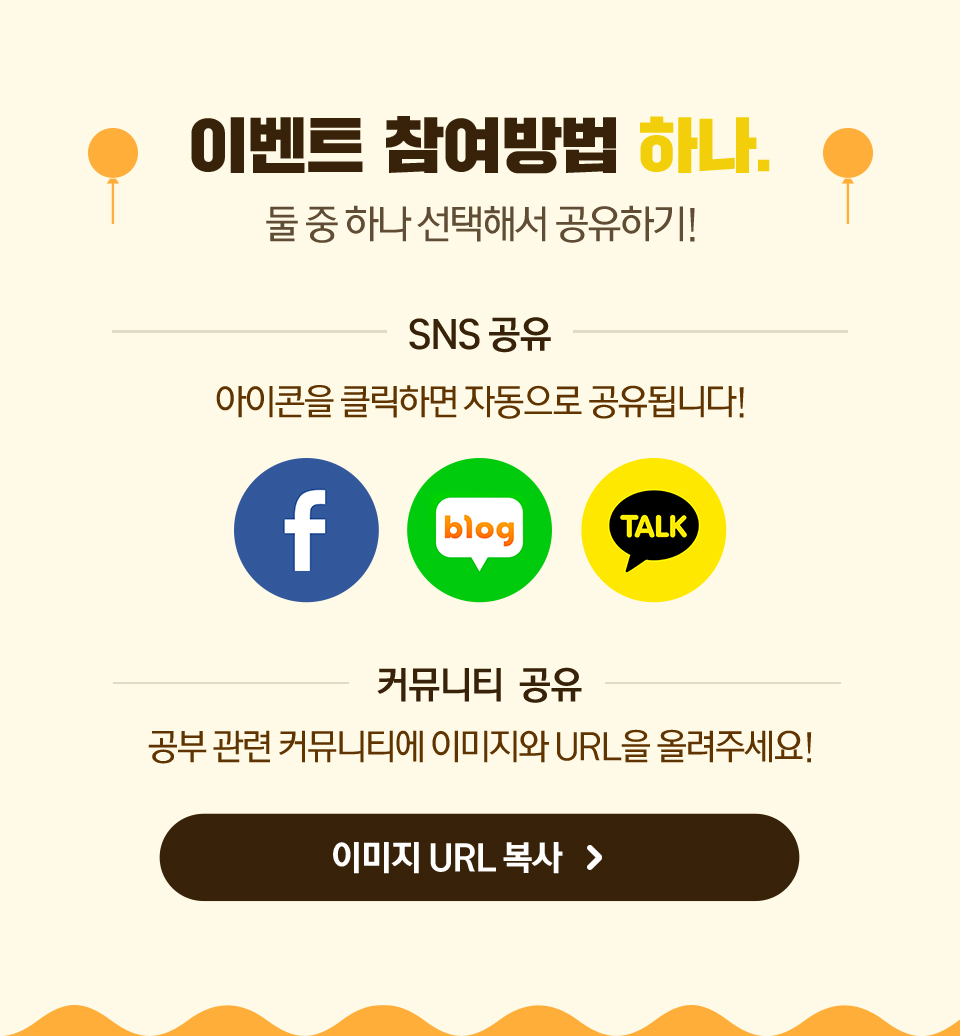 이벤트 참여방법 하나.
둘 중 하나 선택해서 공유하기!
SNS 공유
아이콘을 클릭하면 자동으로 공유됩니다!
f blog TALK
커뮤니티 공유
공부 관련 커뮤니티에 이미지와 URL을 올려주세요!
이미지 URL 복사